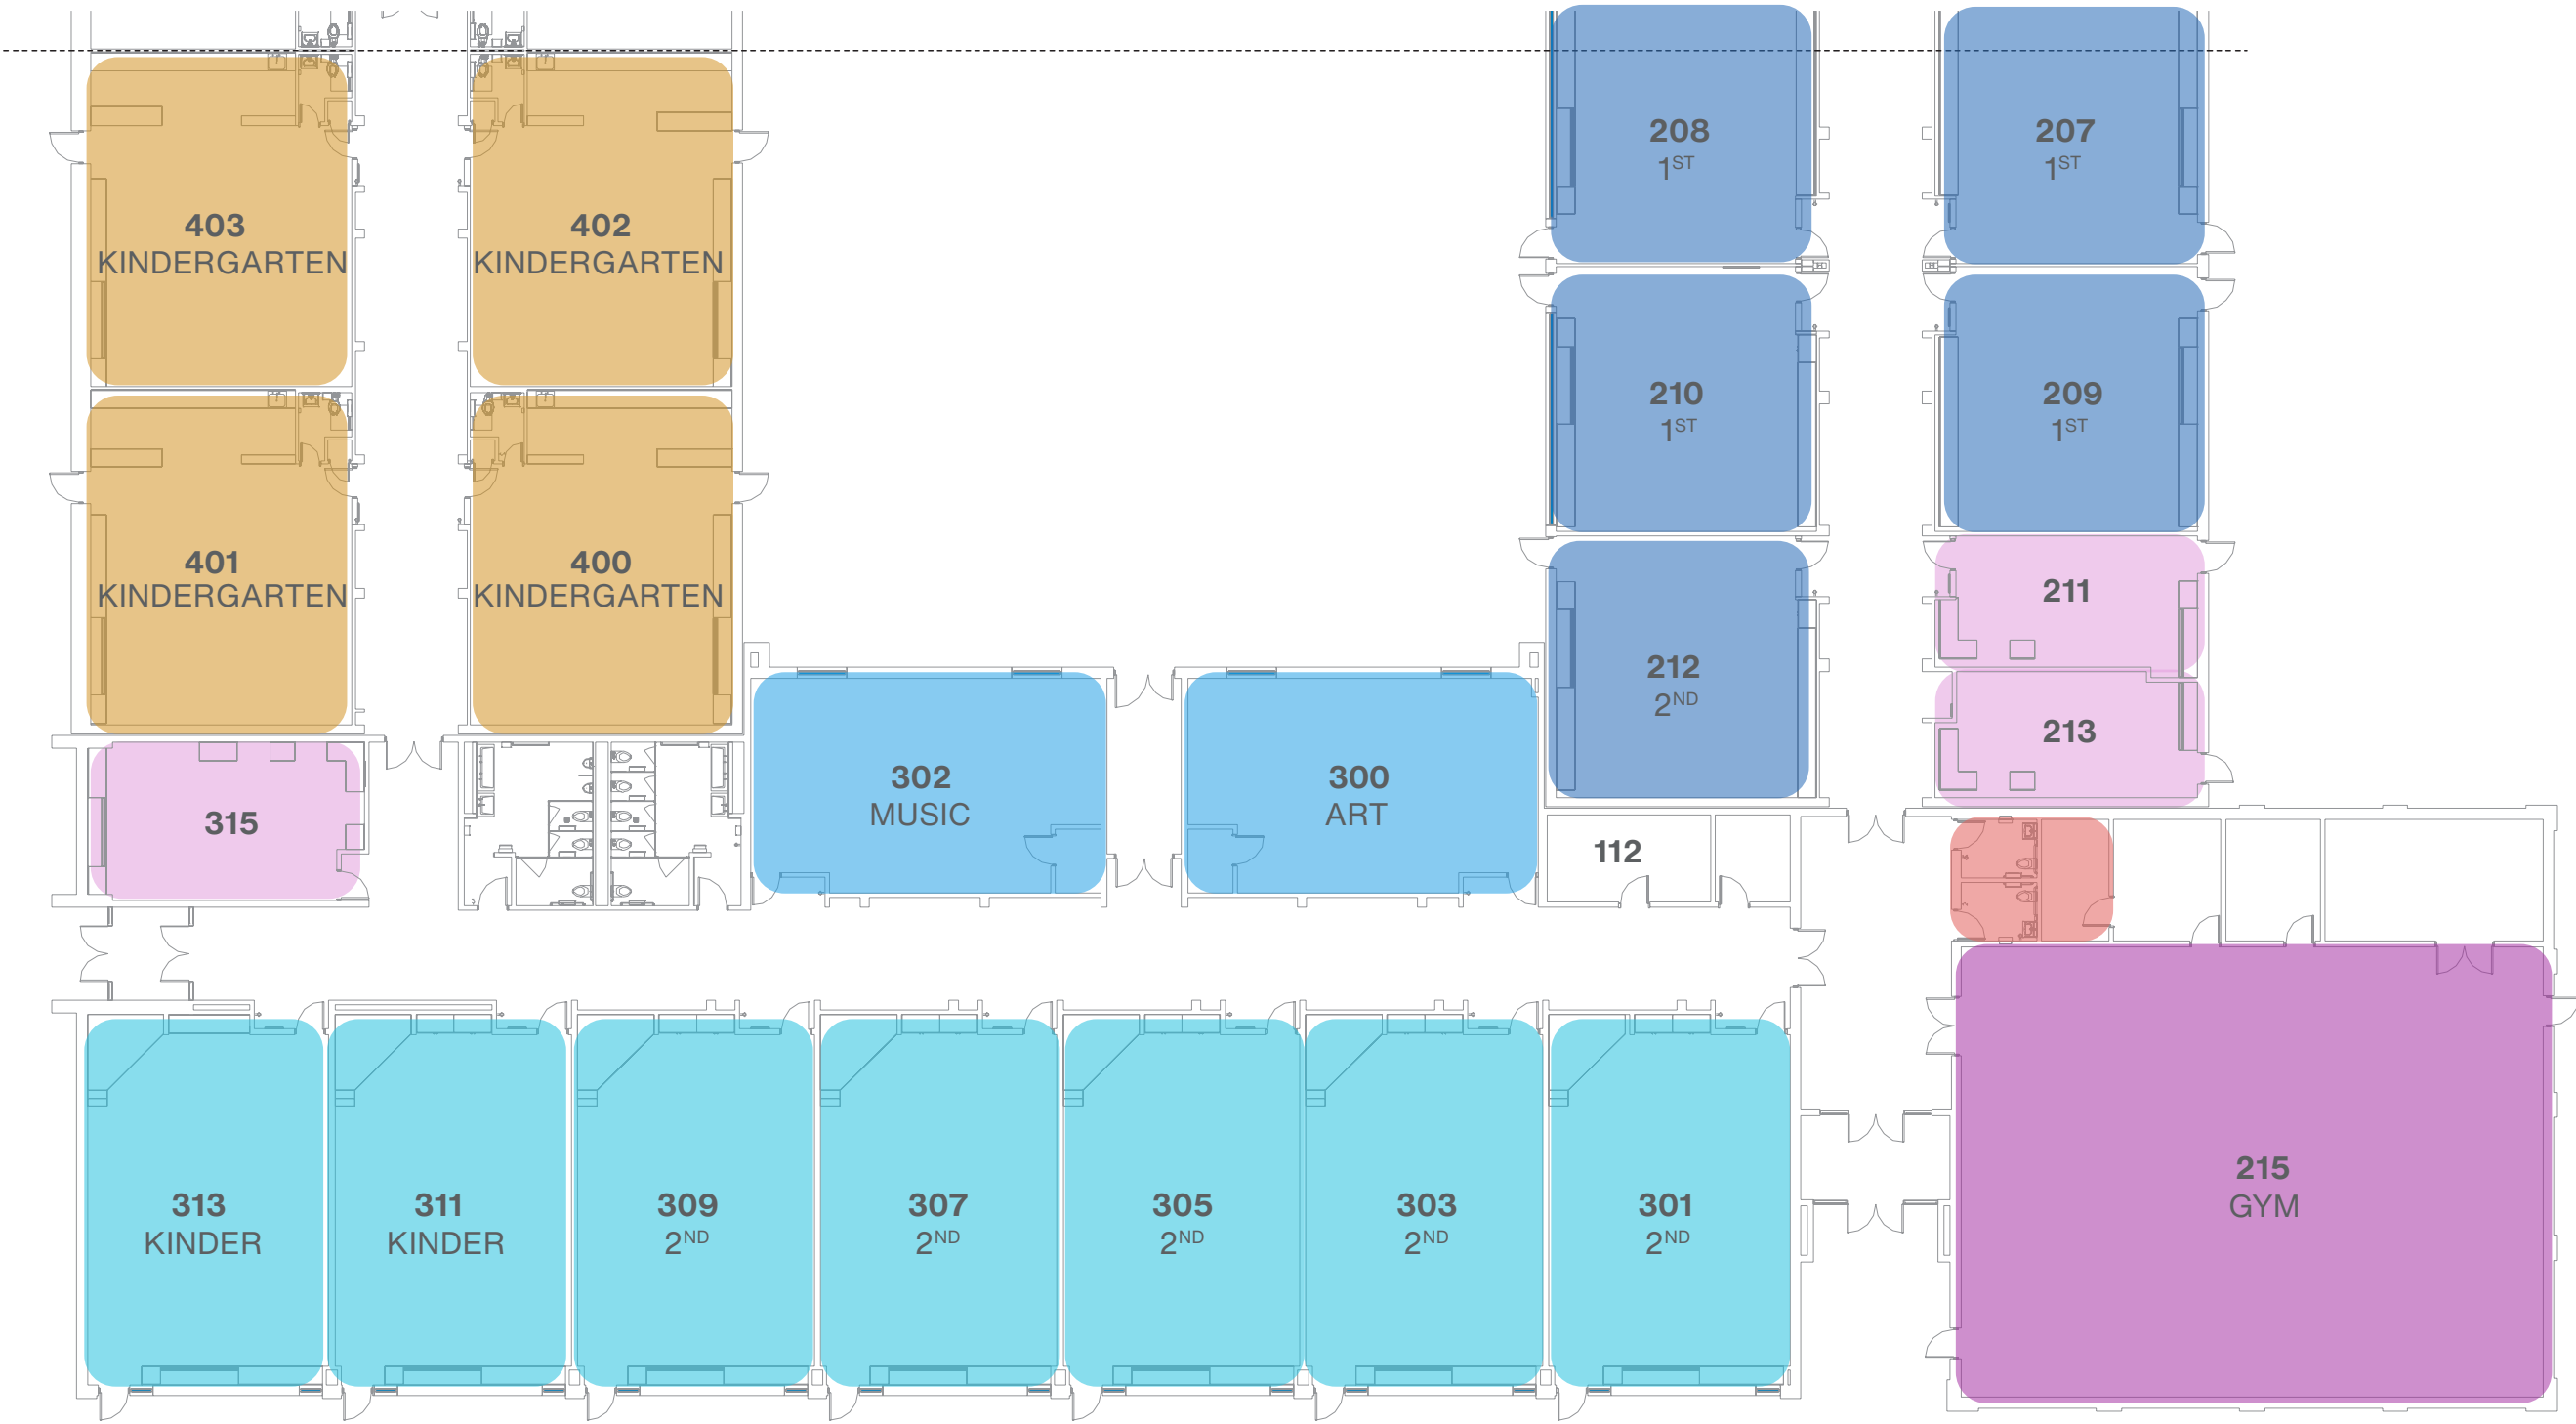 208
1ST
207
1ST
403
KINDERGARTEN
402
KINDERGARTEN
210
1ST
209
1ST
401
KINDERGARTEN
400
KINDERGARTEN
211
212
2ND
213
302
MUSIC
300
ART
315
112
313
KINDER
311
KINDER
309
2ND
307
2ND
305
2ND
303
2ND
301
2ND
215
GYM